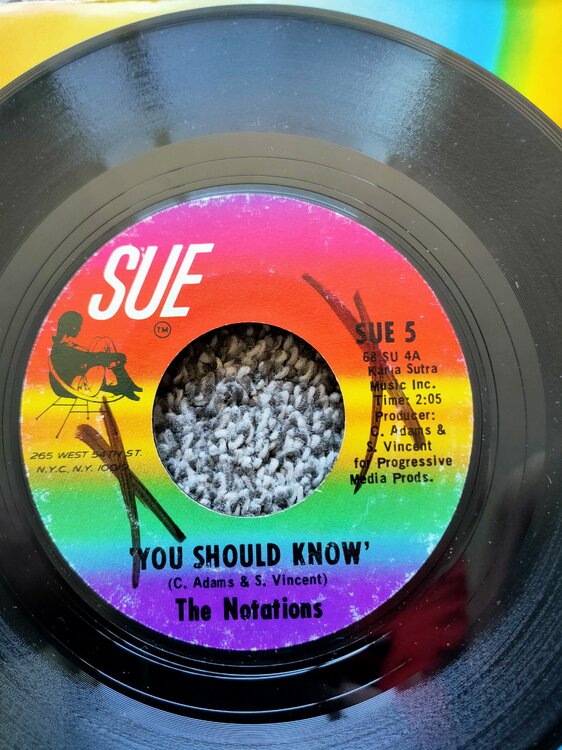 SUE
TM
SUE 5
68 SU 4A
Kama Sutra
Music Inc.
Time: 2:05
Producer:
C. Adams &
S. Vincent
for Progressive
Media Prods.
265 WEST 54TH ST.
N.Y.C. N.Y. 10019
'YOU SHOULD KNOW'
(C. Adams & S. Vincent)
The Notations